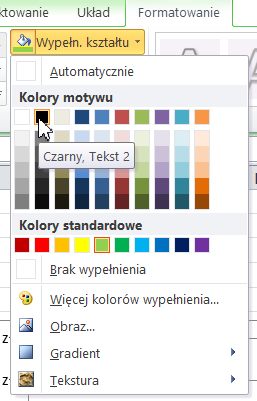 ektowanie Układ Formatowanie
Wypełn. kształtu
Automatycznie
Kolory motywu
Czarny, Tekst 2
Kolory standardowe
Brak wypełnienia
Więcej kolorów wypełnienia...
Obraz...
Gradient
Tekstura